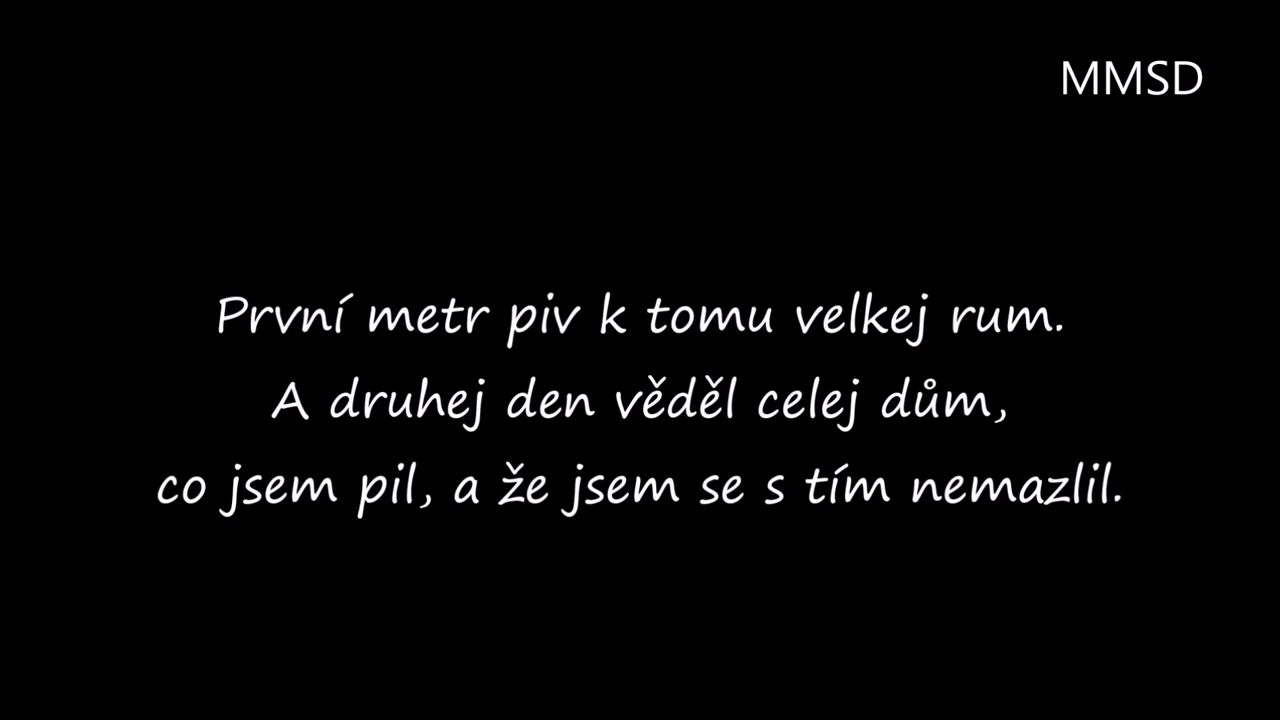 MMSD
První metr piv k tomu velkej rum.
A druhej den věděl celej dům,
co jsem pil, a že jsem se s tím nemazlil.